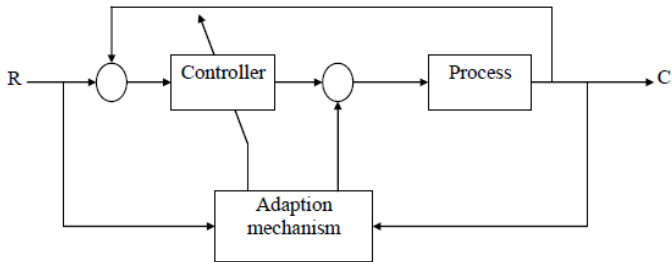 R
Controller
Process
C
Adaption
mechanism